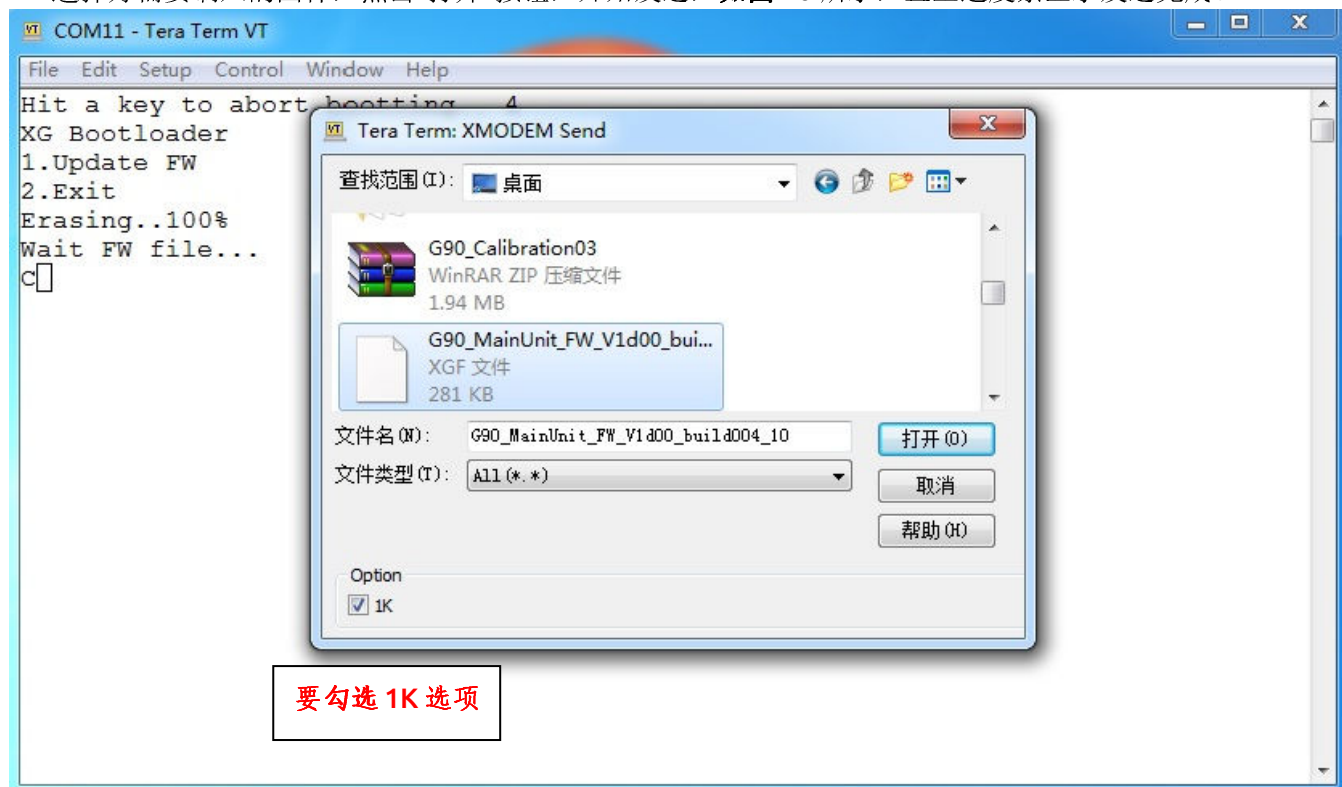 COM11 - Tera Term VT
File Edit Setup Control Window Help
Hit a key to abort bootting 4
XG Bootloader
1.Update FW
2.Exit
Erasing..100%
Wait FW file...
C
Tera Term: XMODEM Send
查找范围(I):
桌面
G90_Calibration03
WinRAR ZIP 压缩文件
1.94 MB
G90_MainUnit_FW_V1d00_bui...
XGF 文件
281 KB
文件名(N):
G90_MainUnit_FW_V1d00_build004_10
打开(O)
文件类型(T):
All(*.*)
取消
帮助(H)
Option
1K
要勾选 1K 选项